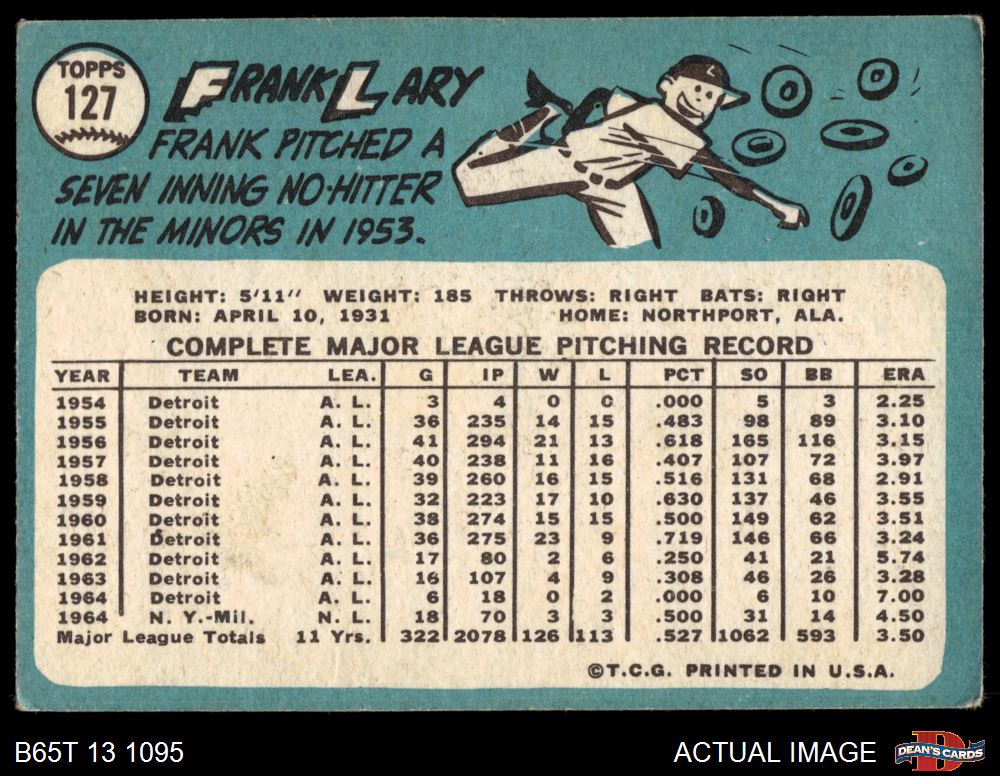 TOPPS
127
FRANK LARY
FRANK PITCHED A
SEVEN INNING NO-HITTER
IN THE MINORS IN 1953.
HEIGHT: 5'11" WEIGHT: 185 THROWS: RIGHT BATS: RIGHT
BORN: APRIL 10, 1931 HOME: NORTHPORT, ALA.
COMPLETE MAJOR LEAGUE PITCHING RECORD
YEAR TEAM LEA. G IP W L PCT SO BB ERA
1954 Detroit A. L. 3 4 0 0 .000 5 3 2.25
1955 Detroit A. L. 36 235 14 15 .483 98 89 3.10
1956 Detroit A. L. 41 294 21 13 .618 165 116 3.15
1957 Detroit A. L. 40 238 11 16 .407 107 72 3.97
1958 Detroit A. L. 39 260 16 15 .516 131 68 2.91
1959 Detroit A. L. 32 223 17 10 .630 137 46 3.55
1960 Detroit A. L. 38 274 15 15 .500 149 62 3.51
1961 Detroit A. L. 36 275 23 9 .719 146 66 3.24
1962 Detroit A. L. 17 80 2 6 .250 41 21 5.74
1963 Detroit A. L. 16 107 4 9 .308 46 26 3.28
1964 Detroit A. L. 6 18 0 2 .000 6 10 7.00
1964 N. Y.-Mil. N. L. 18 70 3 3 .500 31 14 4.50
Major League Totals 11 Yrs. 322 2078 126 113 .527 1062 593 3.50
©T.C.G. PRINTED IN U.S.A.
B65T 13 1095 ACTUAL IMAGE DEAN'S CARDS